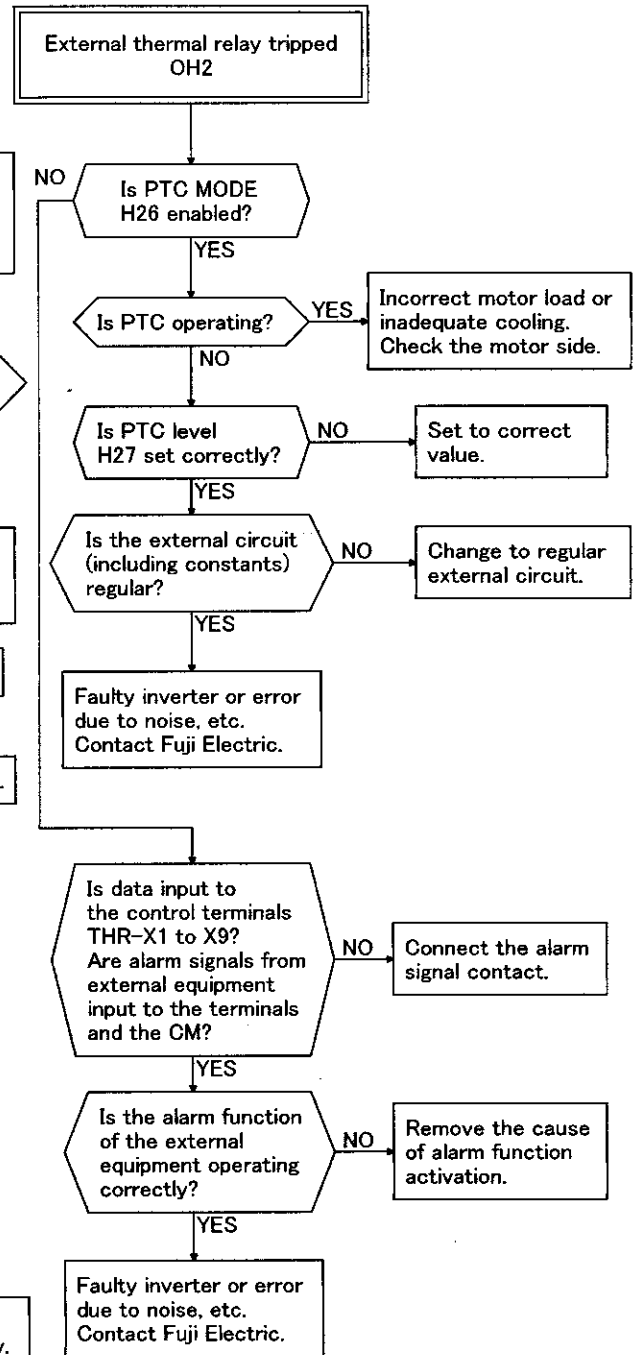 External thermal relay tripped
OH2
NO
Is PTC MODE
H26 enabled?
YES
Is PTC operating?
YES
Incorrect motor load or
inadequate cooling.
Check the motor side.
NO
Is PTC level
H27 set correctly?
NO
Set to correct
value.
YES
Is the external circuit
(including constants)
regular?
NO
Change to regular
external circuit.
YES
Faulty inverter or error
due to noise, etc.
Contact Fuji Electric.
Is data input to
the control terminals
THR-X1 to X9?
Are alarm signals from
external equipment
input to the terminals
and the CM?
NO
Connect the alarm
signal contact.
YES
Is the alarm function
of the external
equipment operating
correctly?
NO
Remove the cause
of alarm function
activation.
YES
Faulty inverter or error
due to noise, etc.
Contact Fuji Electric.